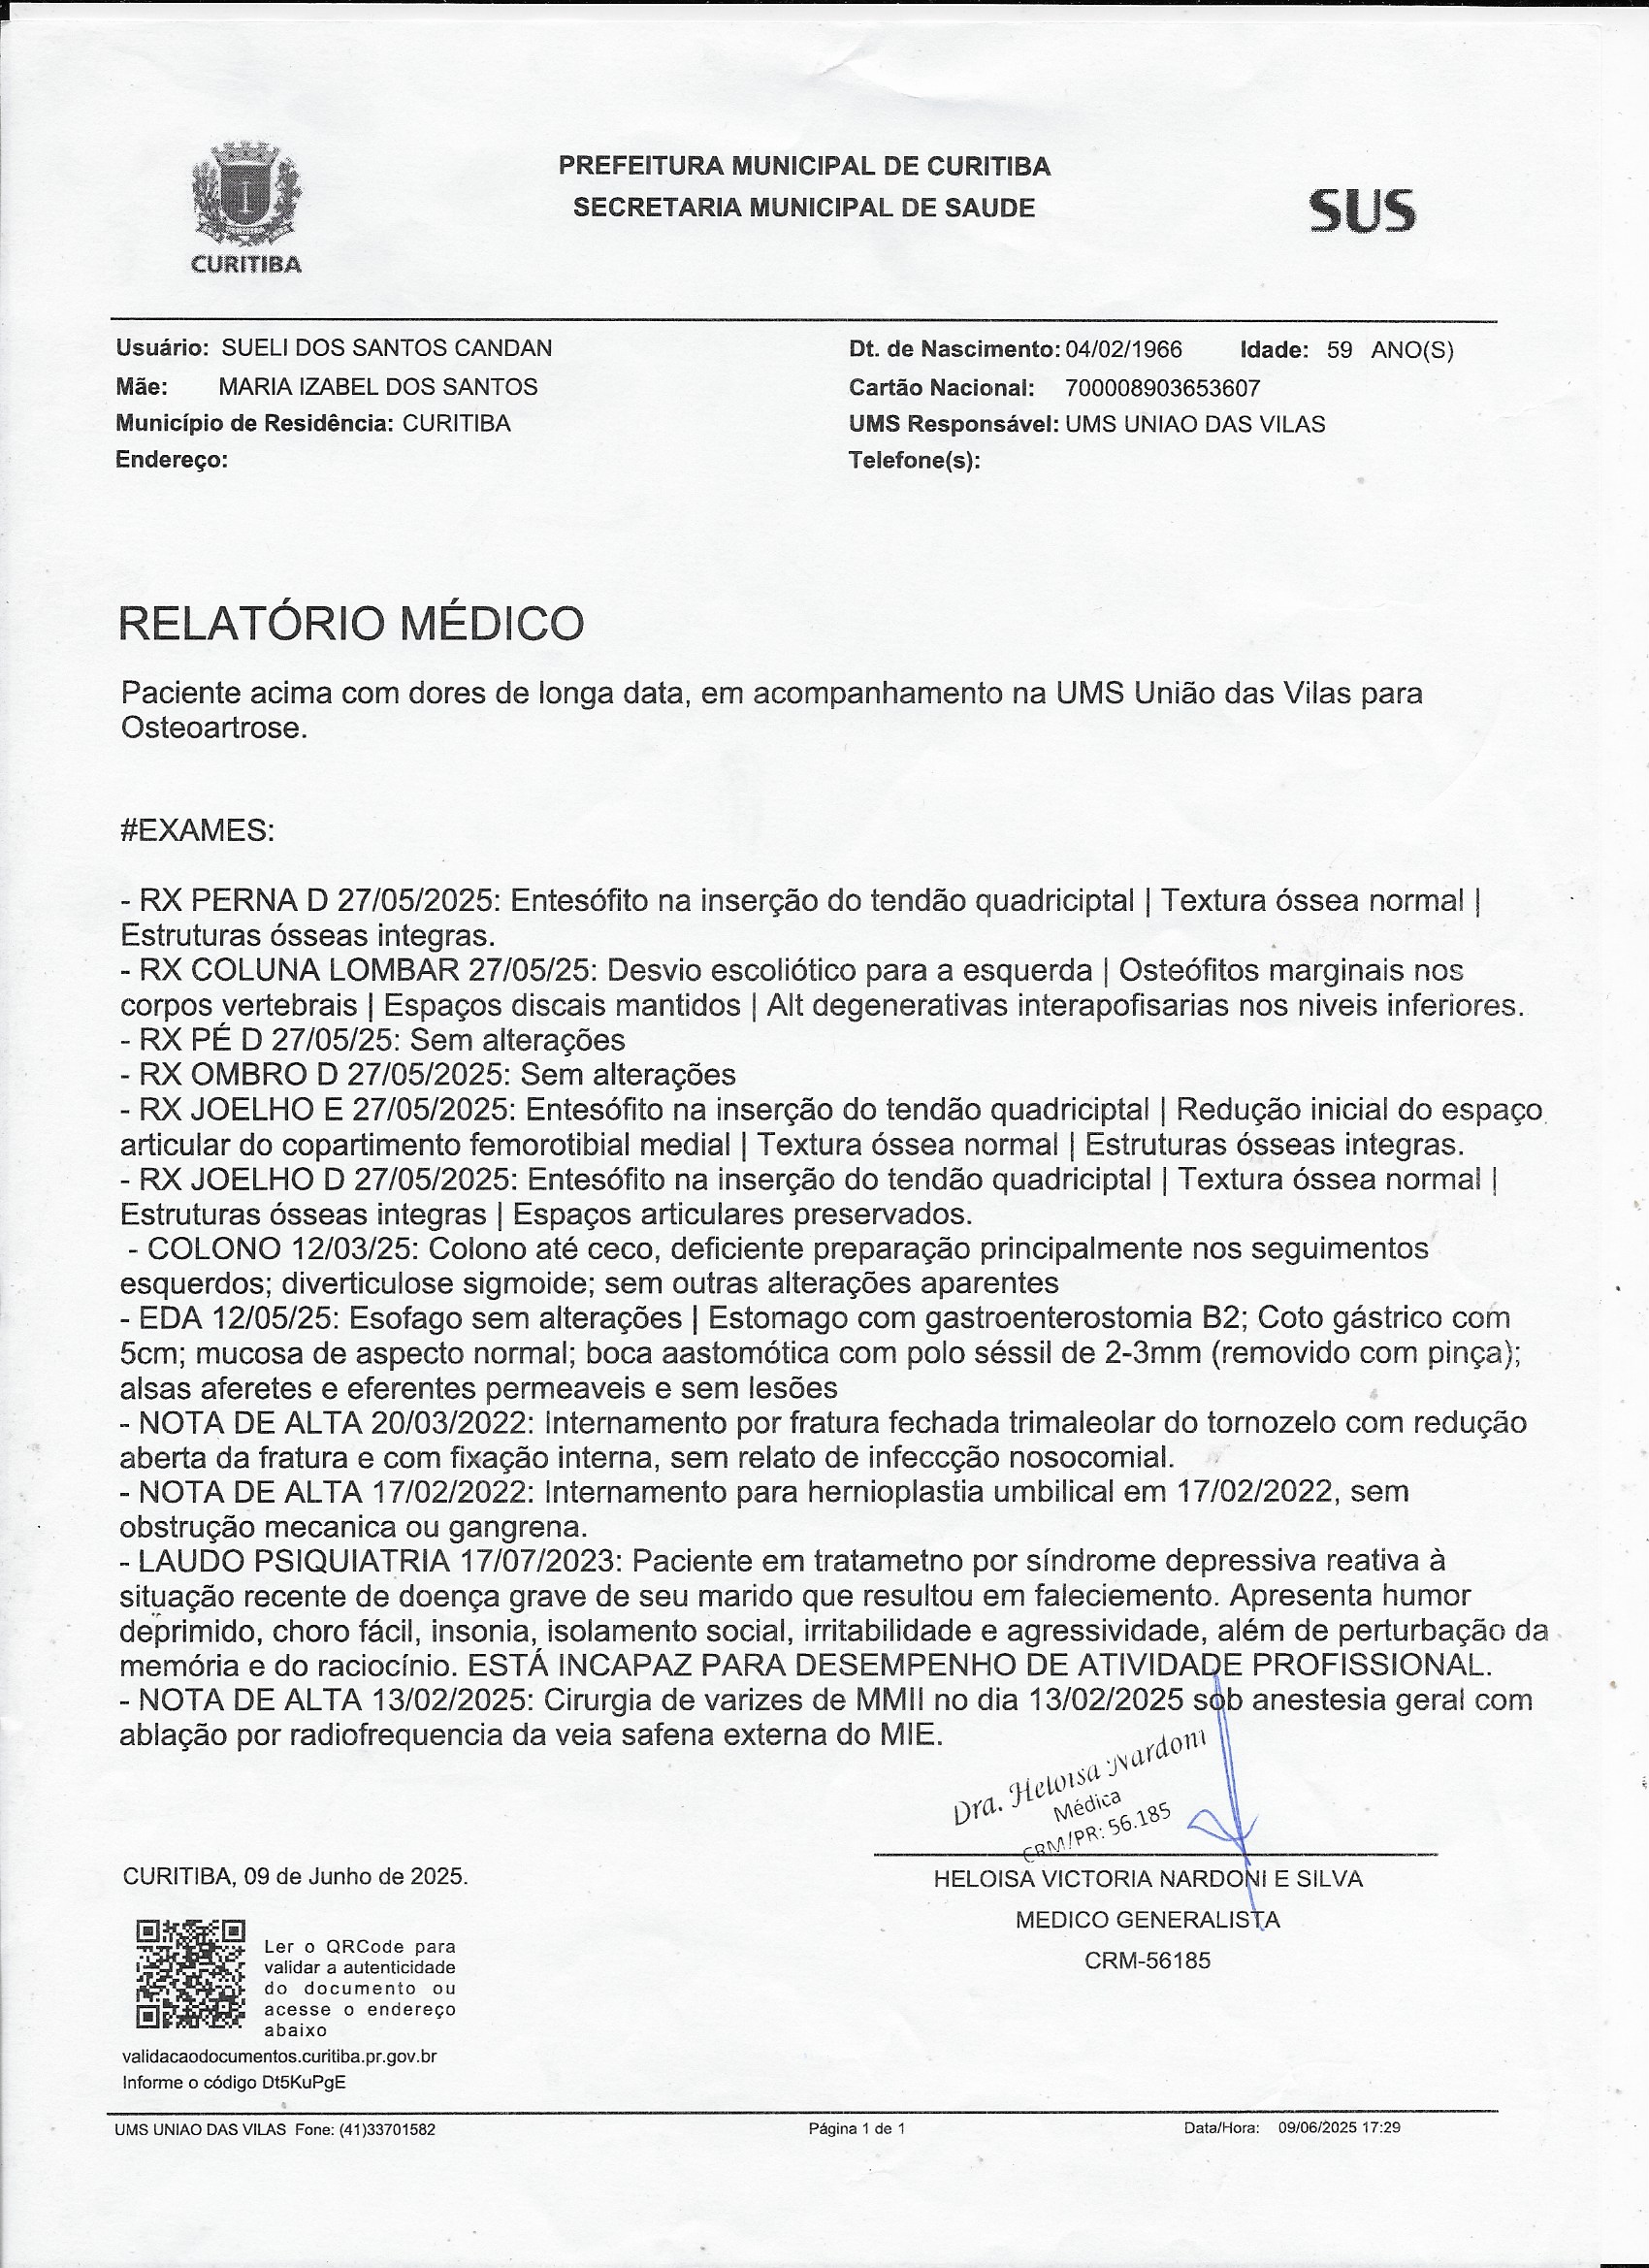 PREFEITURA MUNICIPAL DE CURITIBA
SECRETARIA MUNICIPAL DE SAUDE
SUS
CURITIBA
Usuário: SUELI DOS SANTOS CANDAN
Dt. de Nascimento: 04/02/1966 Idade: 59 ANO(S)
Mãe: MARIA IZABEL DOS SANTOS
Cartão Nacional: 700008903653607
Município de Residência: CURITIBA
UMS Responsável: UMS UNIAO DAS VILAS
Endereço:
Telefone(s):
RELATÓRIO MÉDICO
Paciente acima com dores de longa data, em acompanhamento na UMS União das Vilas para
Osteoartrose.
#EXAMES:
- RX PERNA D 27/05/2025: Entesófito na inserção do tendão quadriciptal | Textura óssea normal |
Estruturas ósseas integras.
- RX COLUNA LOMBAR 27/05/25: Desvio escoliótico para a esquerda | Osteófitos marginais nos
corpos vertebrais | Espaços discais mantidos | Alt degenerativas interapofisarias nos niveis inferiores.
- RX PÉ D 27/05/25: Sem alterações
- RX OMBRO D 27/05/2025: Sem alterações
- RX JOELHO E 27/05/2025: Entesófito na inserção do tendão quadriciptal | Redução inicial do espaço
articular do copartimento femorotibial medial | Textura óssea normal | Estruturas ósseas integras.
- RX JOELHO D 27/05/2025: Entesófito na inserção do tendão quadriciptal | Textura óssea normal |
Estruturas ósseas integras | Espaços articulares preservados.
- COLONO 12/03/25: Colono até ceco, deficiente preparação principalmente nos seguimentos
esquerdos; diverticulose sigmoide; sem outras alterações aparentes
- EDA 12/05/25: Esofago sem alterações | Estomago com gastroenterostomia B2; Coto gástrico com
5cm; mucosa de aspecto normal; boca aastomótica com polo séssil de 2-3mm (removido com pinça);
alsas aferetes e eferentes permeaveis e sem lesões
- NOTA DE ALTA 20/03/2022: Internamento por fratura fechada trimaleolar do tornozelo com redução
aberta da fratura e com fixação interna, sem relato de infeccção nosocomial.
- NOTA DE ALTA 17/02/2022: Internamento para hernioplastia umbilical em 17/02/2022, sem
obstrução mecanica ou gangrena.
- LAUDO PSIQUIATRIA 17/07/2023: Paciente em tratametno por síndrome depressiva reativa à
situação recente de doença grave de seu marido que resultou em faleciemento. Apresenta humor
deprimido, choro fácil, insonia, isolamento social, irritabilidade e agressividade, além de perturbação da
memória e do raciocínio. ESTÁ INCAPAZ PARA DESEMPENHO DE ATIVIDADE PROFISSIONAL.
- NOTA DE ALTA 13/02/2025: Cirurgia de varizes de MMII no dia 13/02/2025 sob anestesia geral com
ablação por radiofrequencia da veia safena externa do MIE.
Dra. Heloisa Nardoni
Médica
CRM/PR: 56.185
HELOISA VICTORIA NARDONI E SILVA
MEDICO GENERALISTA
CRM-56185
CURITIBA, 09 de Junho de 2025.
Ler o QRCode para
validar a autenticidade
do documento ou
acesse o endereço
abaixo
validacaodocumentos.curitiba.pr.gov.br
Informe o código Dt5KuPgE
UMS UNIAO DAS VILAS Fone: (41)33701582
Página 1 de 1
Data/Hora: 09/06/2025 17:29